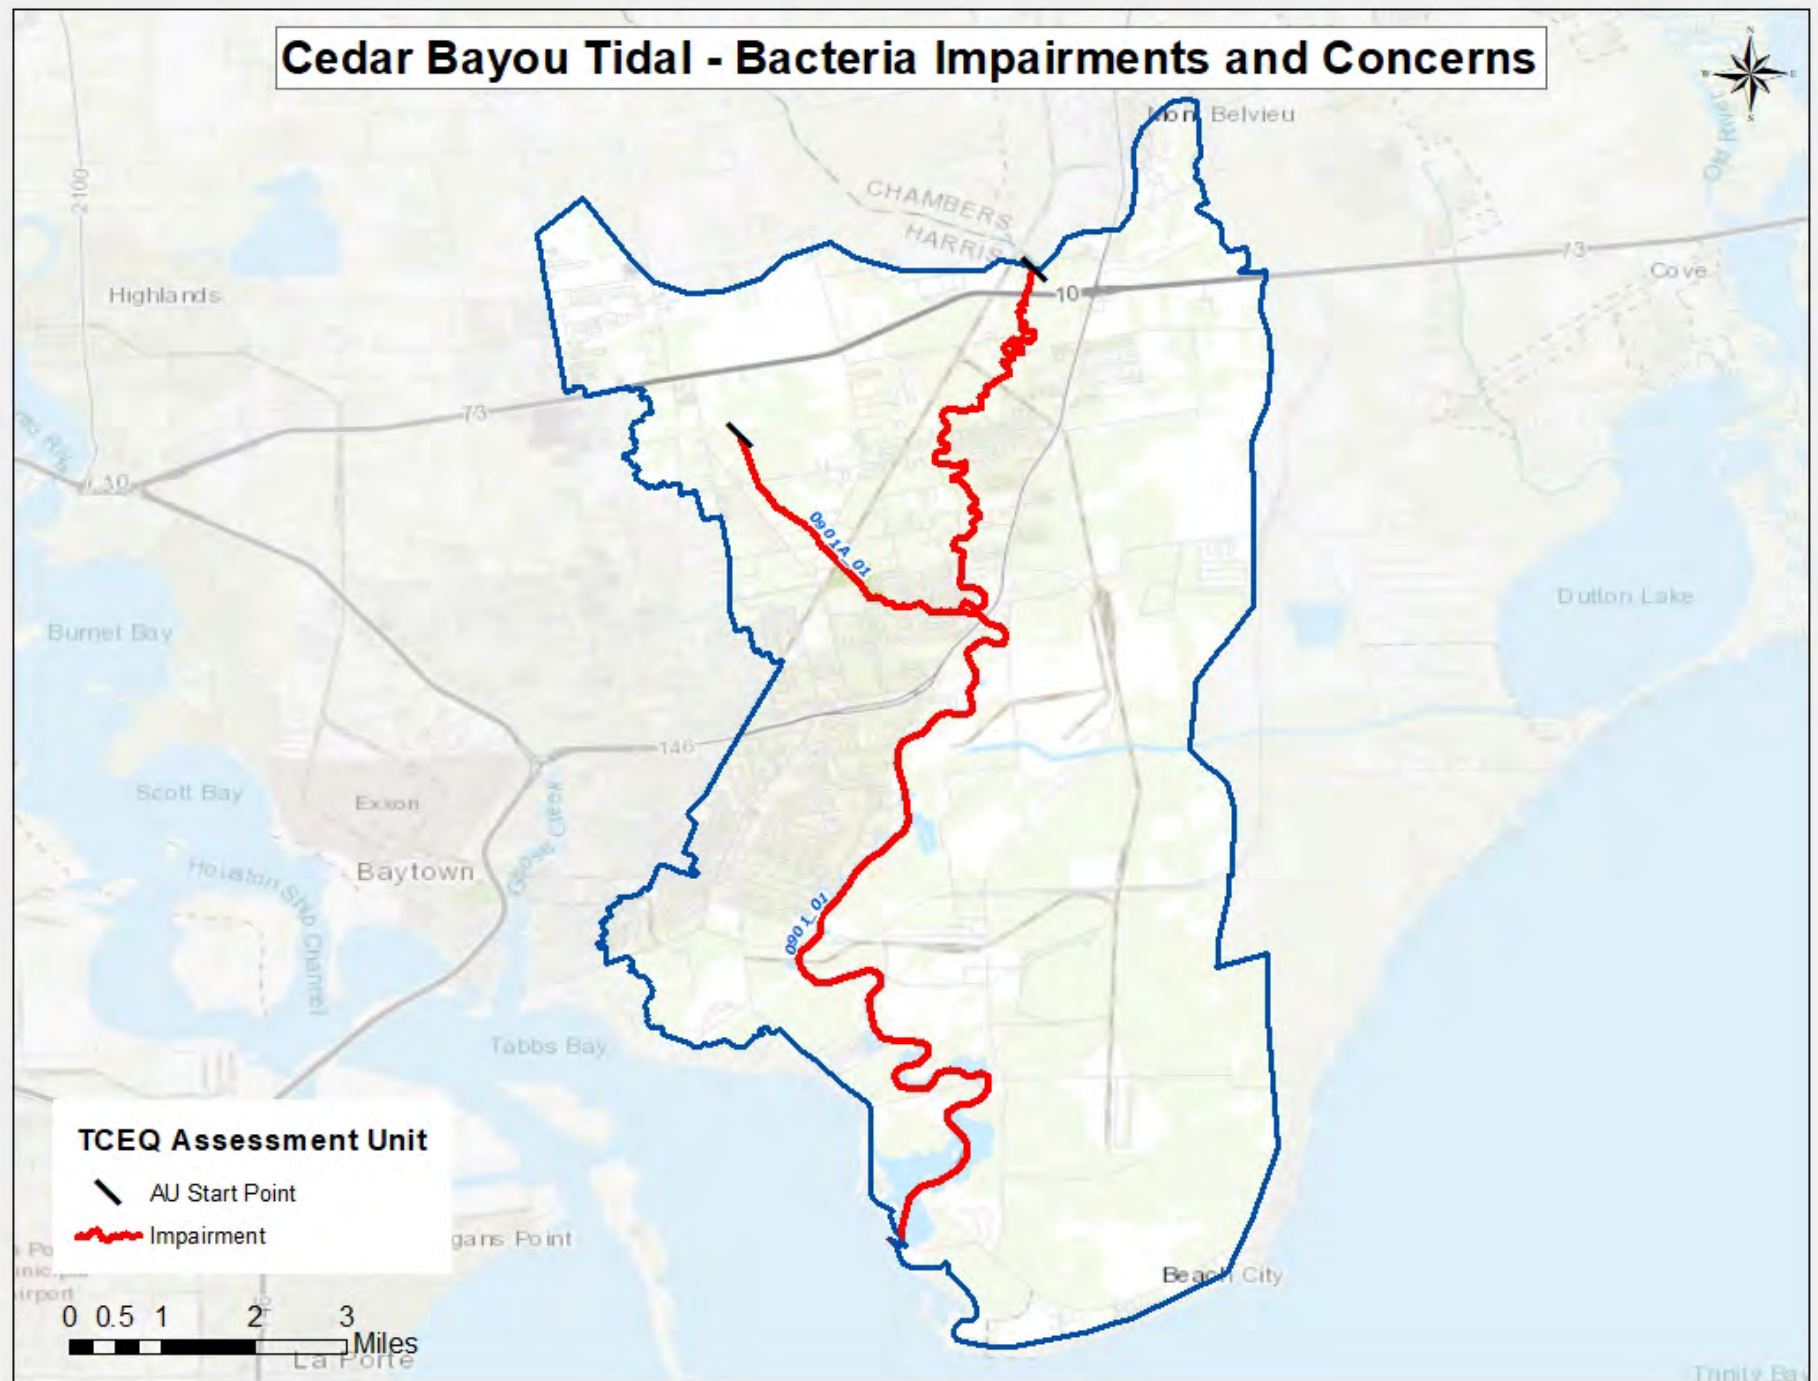 Cedar Bayou Tidal - Bacteria Impairments and Concerns
N
W
E
S
Mont Belvieu
2100
CHAMBERS
HARRIS
73
Cove
10
Highlands
73
0901A_01
Dutton Lake
Burnet Bay
146
Scott Bay
Exxon
Goose Creek
Baytown
Houston Ship Channel
0901_01
Tabbs Bay
TCEQ Assessment Unit
AU Start Point
Impairment
gans Point
Beach City
0 0.5 1 2 3
Miles
La Porte
Trinity Bay